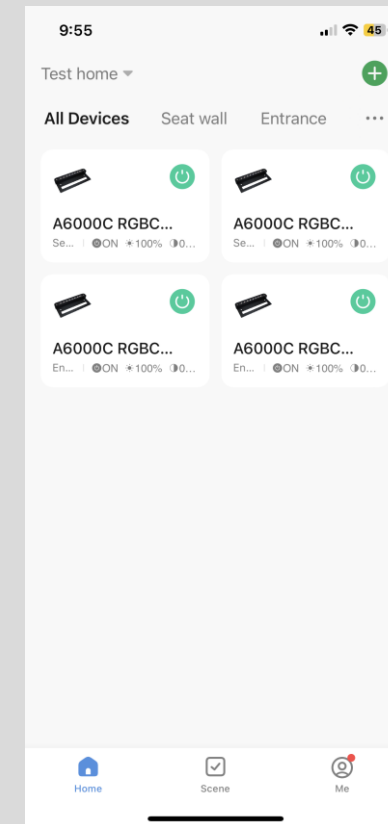 9:55
45
Test home
All Devices Seat wall Entrance ...
A6000C RGBC... A6000C RGBC...
Se... ON 100% 0... Se... ON 100% 0...
A6000C RGBC... A6000C RGBC...
En... ON 100% 0... En... ON 100% 0...
Home Scene Me